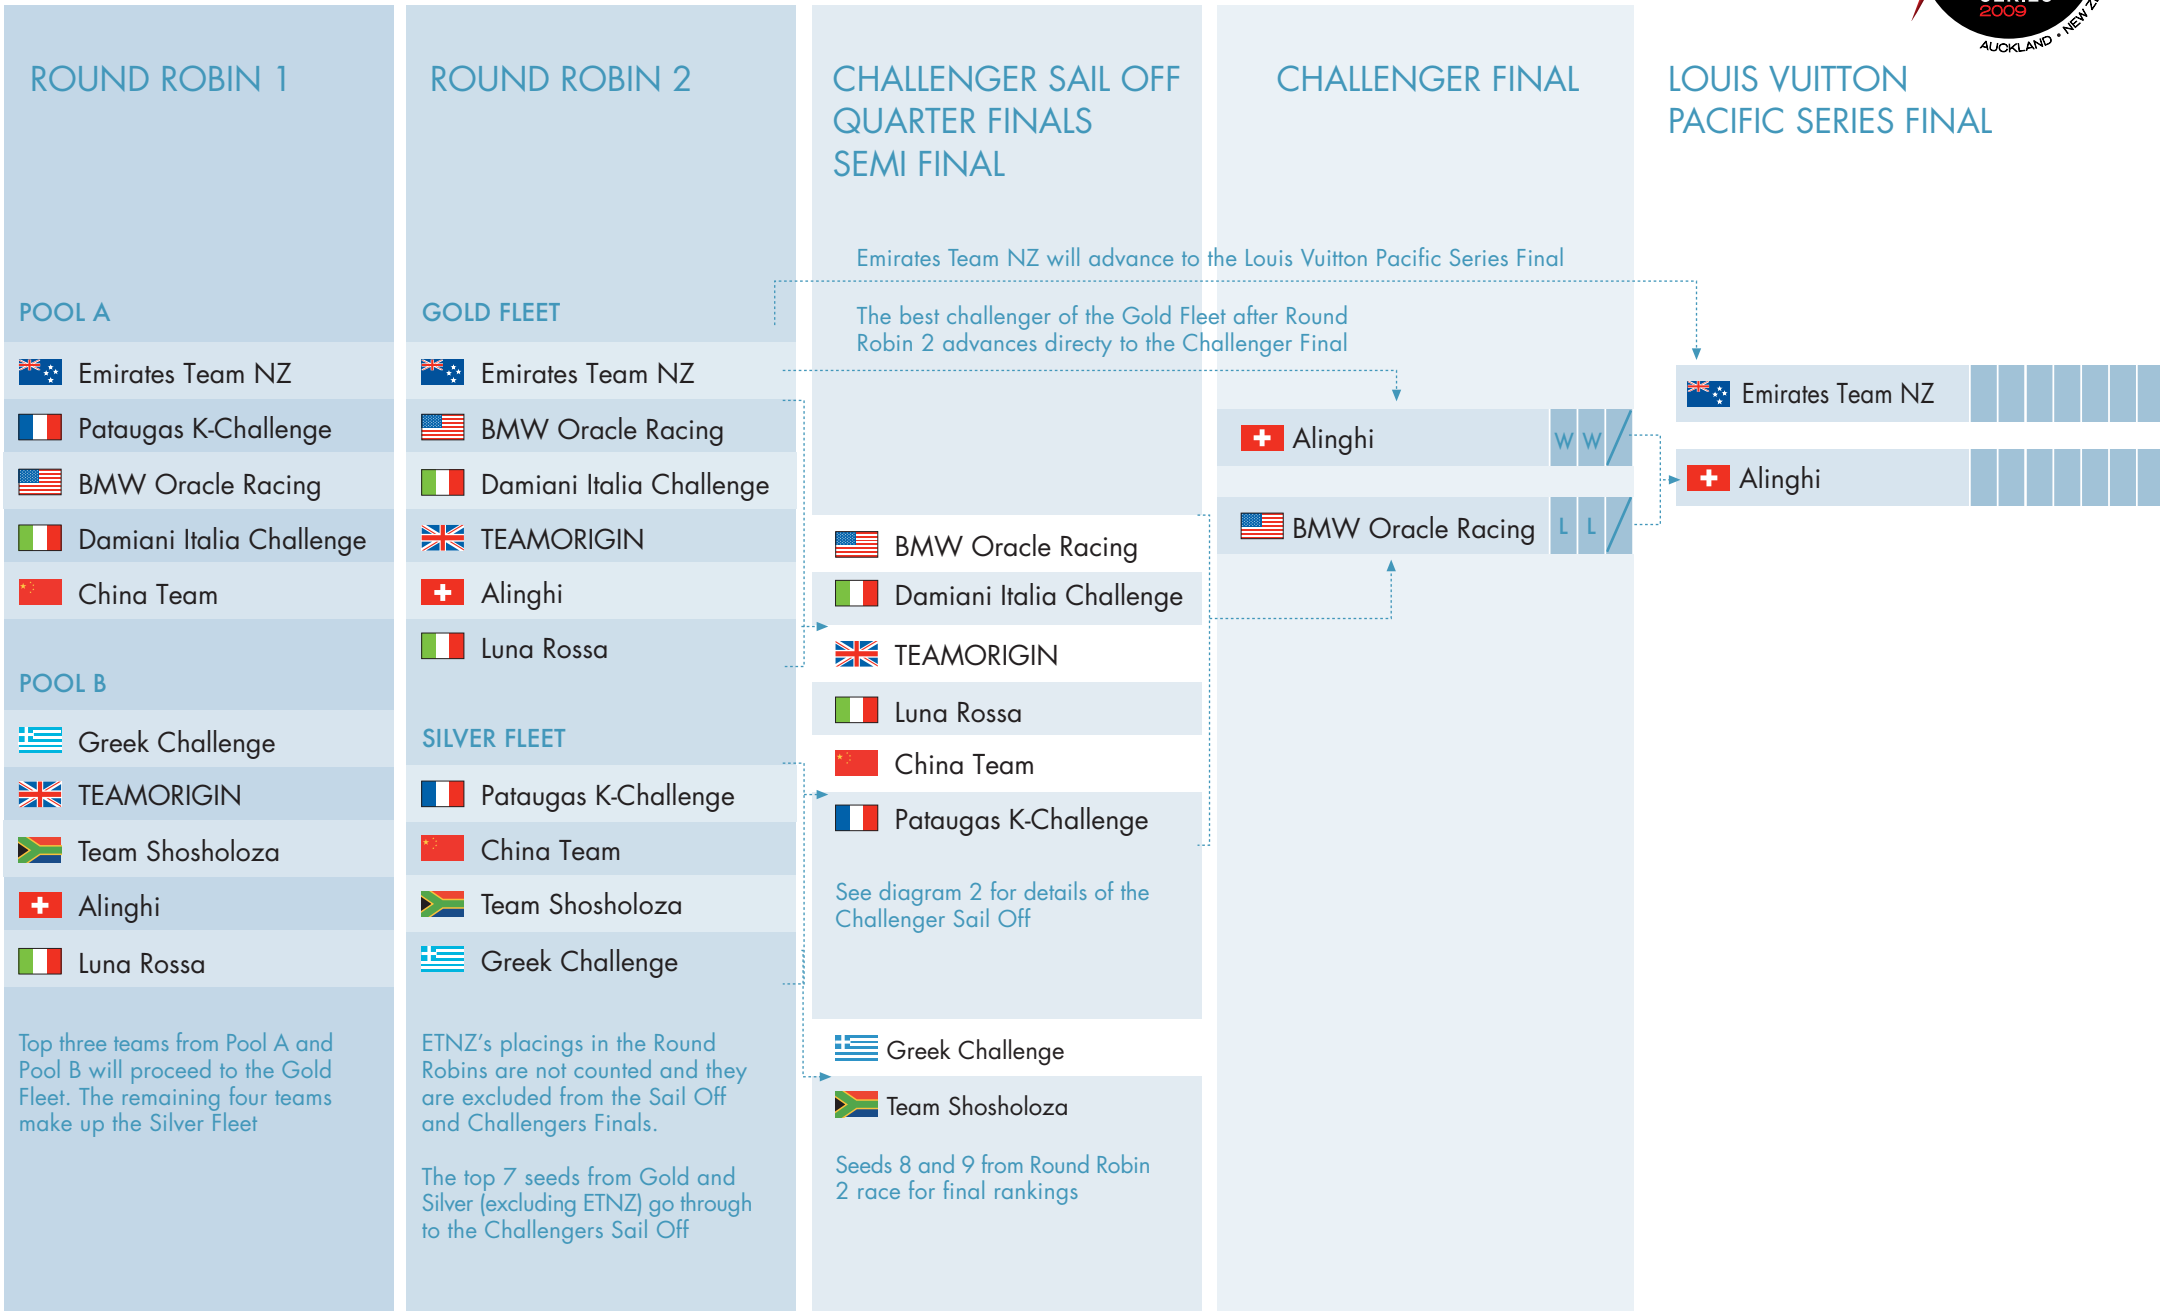 SERIES
2009
AUCKLAND • NEW
ROUND ROBIN 1
POOL A
Emirates Team NZ
Pataugas K-Challenge
BMW Oracle Racing
Damiani Italia Challenge
China Team
POOL B
Greek Challenge
TEAMORIGIN
Team Shosholoza
Alinghi
Luna Rossa
Top three teams from Pool A and
Pool B will proceed to the Gold
Fleet. The remaining four teams
make up the Silver Fleet
ROUND ROBIN 2
GOLD FLEET
Emirates Team NZ
BMW Oracle Racing
Damiani Italia Challenge
TEAMORIGIN
Alinghi
Luna Rossa
SILVER FLEET
Pataugas K-Challenge
China Team
Team Shosholoza
Greek Challenge
ETNZ’s placings in the Round
Robins are not counted and they
are excluded from the Sail Off
and Challengers Finals.
The top 7 seeds from Gold and
Silver (excluding ETNZ) go through
to the Challengers Sail Off
CHALLENGER SAIL OFF
QUARTER FINALS
SEMI FINAL
Emirates Team NZ will advance to the Louis Vuitton Pacific Series Final
The best challenger of the Gold Fleet after Round
Robin 2 advances directy to the Challenger Final
BMW Oracle Racing
Damiani Italia Challenge
TEAMORIGIN
Luna Rossa
China Team
Pataugas K-Challenge
See diagram 2 for details of the
Challenger Sail Off
Greek Challenge
Team Shosholoza
Seeds 8 and 9 from Round Robin
2 race for final rankings
CHALLENGER FINAL
Alinghi W W /
BMW Oracle Racing L L /
LOUIS VUITTON
PACIFIC SERIES FINAL
Emirates Team NZ
Alinghi